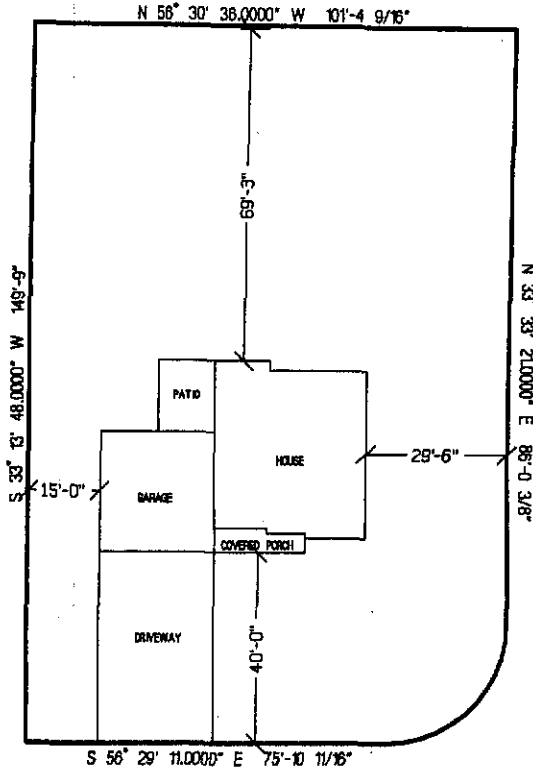 N 56° 30' 36.0000" W 101'-4 9/16"
69'-3"
S 33° 13' 48.0000" W 149'-9"
N 33° 33' 21.0000" E 86'-0 3/8"
PATIO
HOUSE
29'-6"
15'-0"
GARAGE
COVERED PORCH
DRIVEWAY
40'-0"
S 56° 29' 11.0000" E 75'-10 11/16"